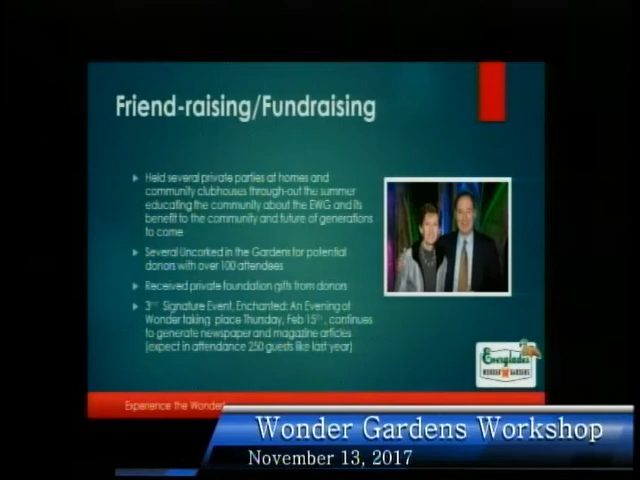 Friend-raising/Fundraising
Held several private parties at homes and
community clubhouses through-out the summer
educating the community about the EWG and its
benefit to the community and future of generations
to come
Several Uncorked in the Gardens for potential
donors with over 100 attendees
Received private foundation gifts from donors
3rd Signature Event, Enchanted: An Evening of
Wonder taking place Thursday, Feb 15th, continues
to generate newspaper and magazine articles
(expect in attendance 250 guests like last year)
Everglades
WONDER GARDENS
Experience the Wonder!
Wonder Gardens Workshop
November 13, 2017